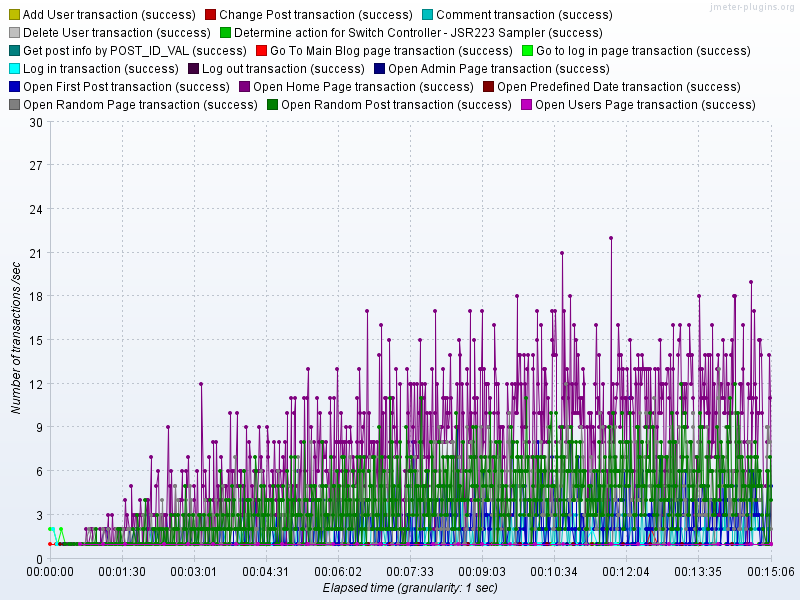 jmeter-plugins.org
Add User transaction (success) Change Post transaction (success) Comment transaction (success)
Delete User transaction (success) Determine action for Switch Controller - JSR223 Sampler (success)
Get post info by POST_ID_VAL (success) Go To Main Blog page transaction (success) Go to log in page transaction (success)
Log in transaction (success) Log out transaction (success) Open Admin Page transaction (success)
Open First Post transaction (success) Open Home Page transaction (success) Open Predefined Date transaction (success)
Open Random Page transaction (success) Open Random Post transaction (success) Open Users Page transaction (success)
30
27
24
21
18
15
12
9
6
3
0
Number of transactions /sec
00:00:00 00:01:30 00:03:01 00:04:31 00:06:02 00:07:33 00:09:03 00:10:34 00:12:04 00:13:35 00:15:06
Elapsed time (granularity: 1 sec)